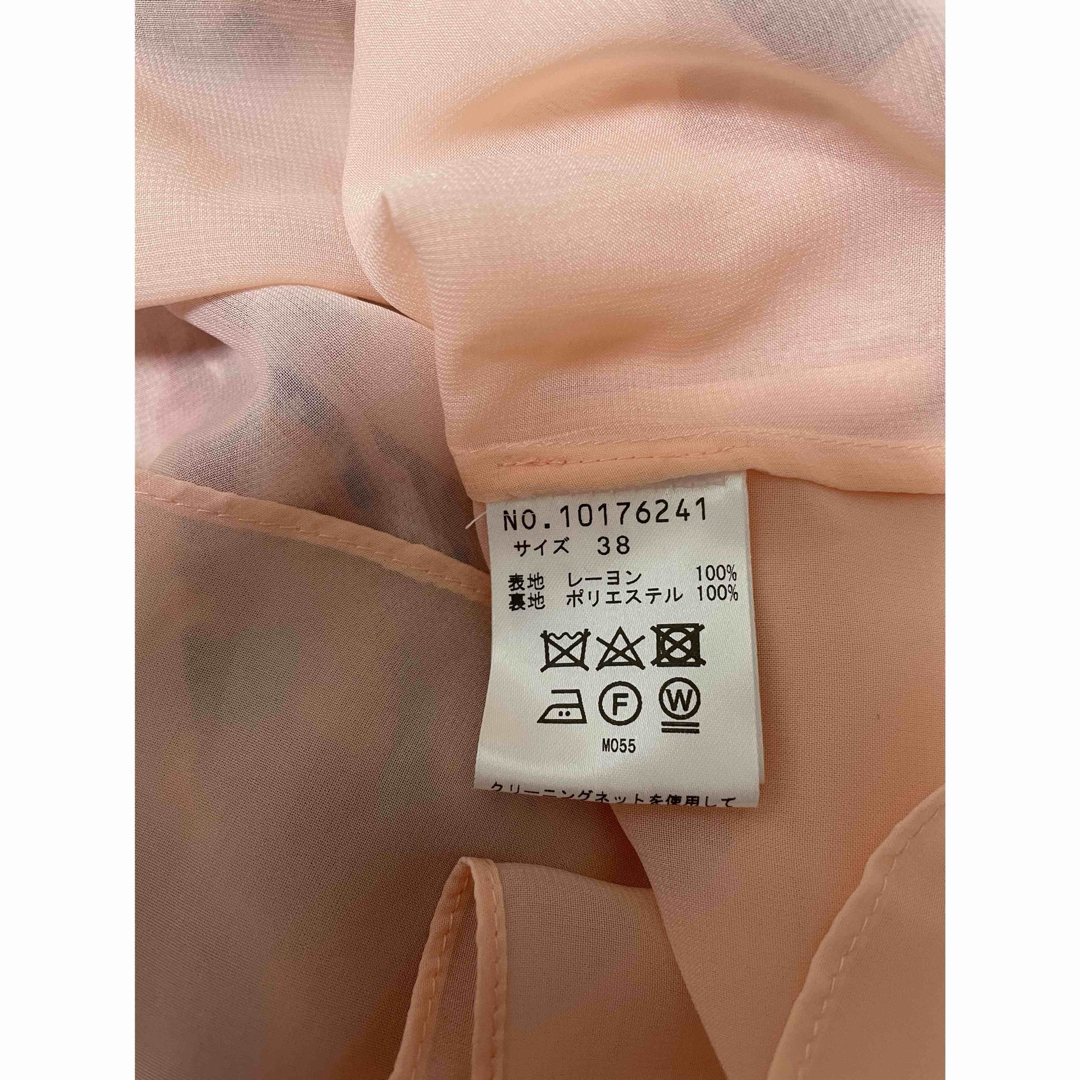 NO.10176241
サイズ 38
表地 レーヨン 100%
裏地 ポリエステル 100%
F W
M055
クリーニングネットを使用して